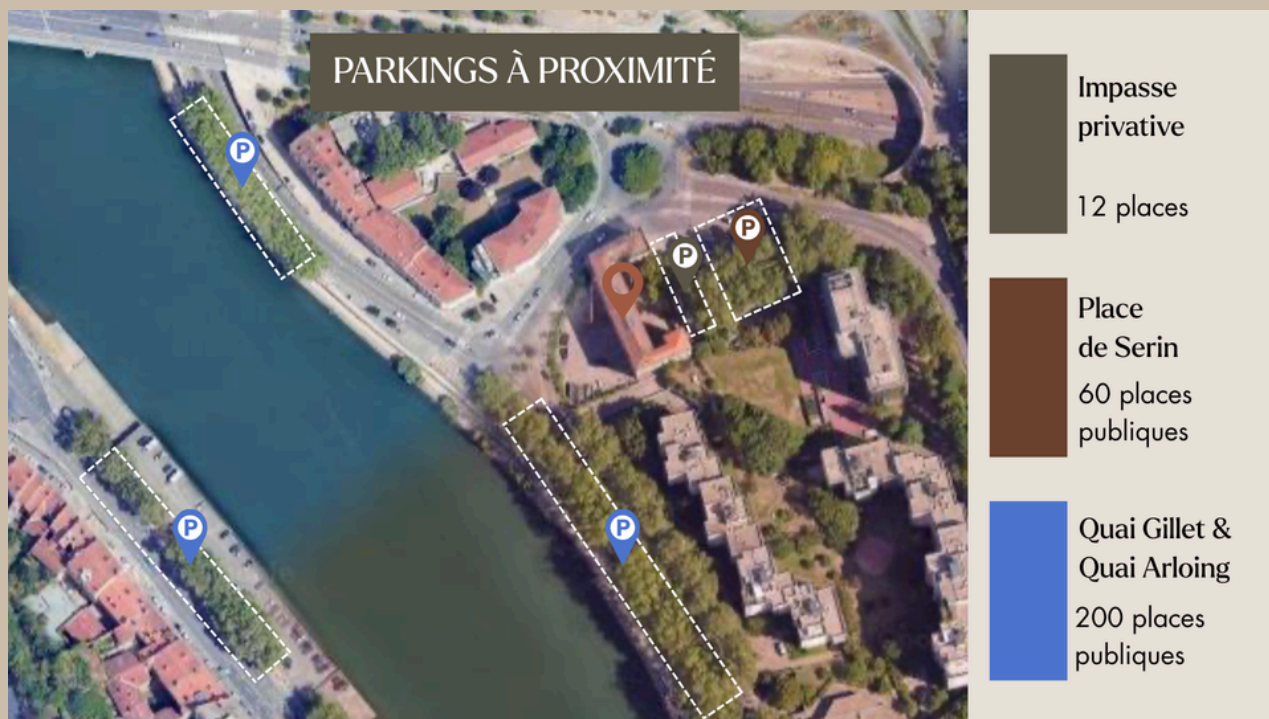 PARKINGS À PROXIMITÉ
P
P
P
P
P
Impasse
privative
12 places
Place
de Serin
60 places
publiques
Quai Gillet &
Quai Arloing
200 places
publiques